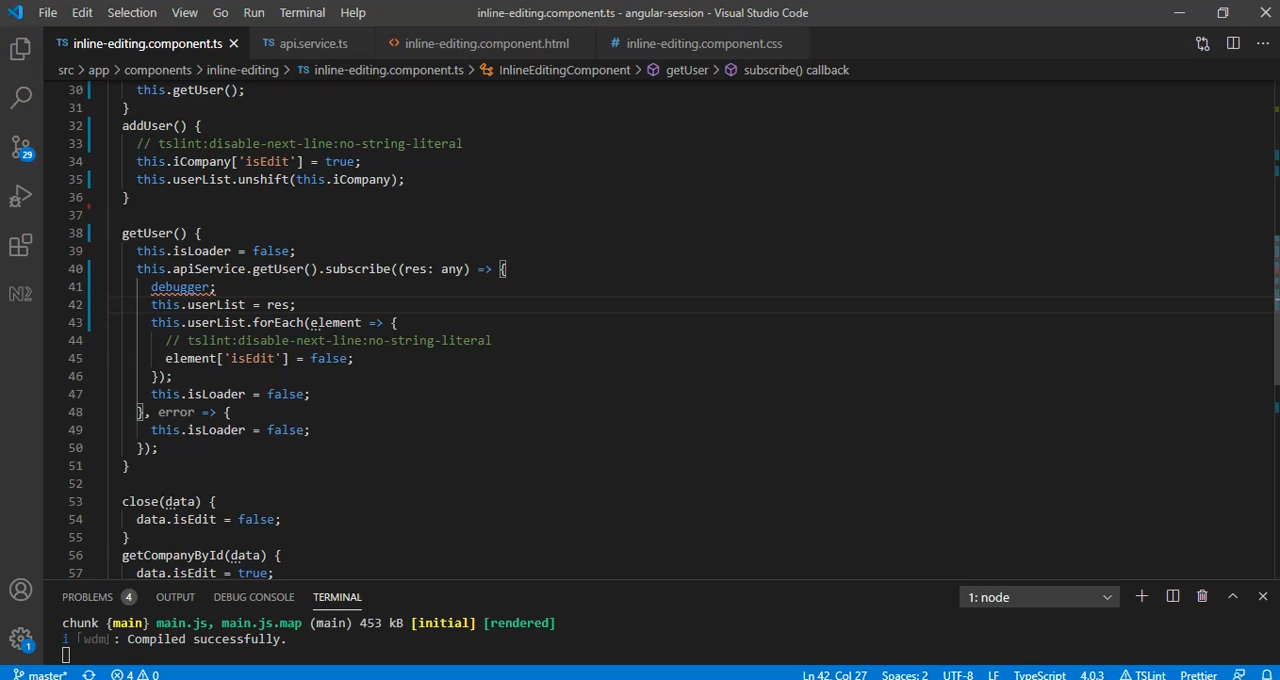 File Edit Selection View Go Run Terminal Help inline-editing.component.ts - angular-session - Visual Studio Code
TS inline-editing.component.ts TS api.service.ts <> inline-editing.component.html # inline-editing.component.css
src > app > components > inline-editing > TS inline-editing.component.ts > InlineEditingComponent > getUser > subscribe() callback
30 this.getUser();
31 }
32 addUser() {
33 // tslint:disable-next-line:no-string-literal
34 this.iCompany['isEdit'] = true;
35 this.userList.unshift(this.iCompany);
36 }
37
38 getUser() {
39 this.isLoader = false;
40 this.apiService.getUser().subscribe((res: any) => {
41 debugger;
42 this.userList = res;
43 this.userList.forEach(element => {
44 // tslint:disable-next-line:no-string-literal
45 element['isEdit'] = false;
46 });
47 this.isLoader = false;
48 }, error => {
49 this.isLoader = false;
50 });
51 }
52
53 close(data) {
54 data.isEdit = false;
55 }
56 getCompanyById(data) {
57 data.isEdit = true;
29
N2
1
PROBLEMS 4 OUTPUT DEBUG CONSOLE TERMINAL 1: node
chunk {main} main.js, main.js.map (main) 453 kB [initial] [rendered]
i 「wdm」: Compiled successfully.
master* 4 0 Ln 42, Col 27 Spaces: 2 UTF-8 LF TypeScript 4.0.3 TSLint Prettier